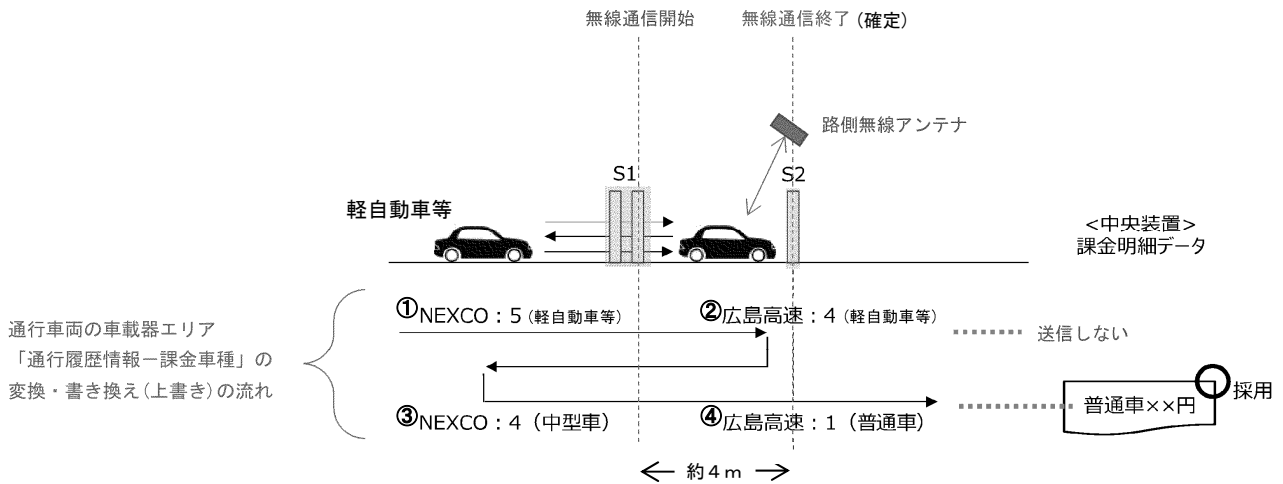 無線通信開始
無線通信終了(確定)
路側無線アンテナ
S1
S2
軽自動車等
<中央装置>
課金明細データ
①NEXCO:5(軽自動車等)
②広島高速:4(軽自動車等)
送信しない
通行車両の車載器エリア
「通行履歴情報-課金車種」の
変換・書き換え(上書き)の流れ
普通車××円
採用
③NEXCO:4(中型車)
④広島高速:1(普通車)
約4m